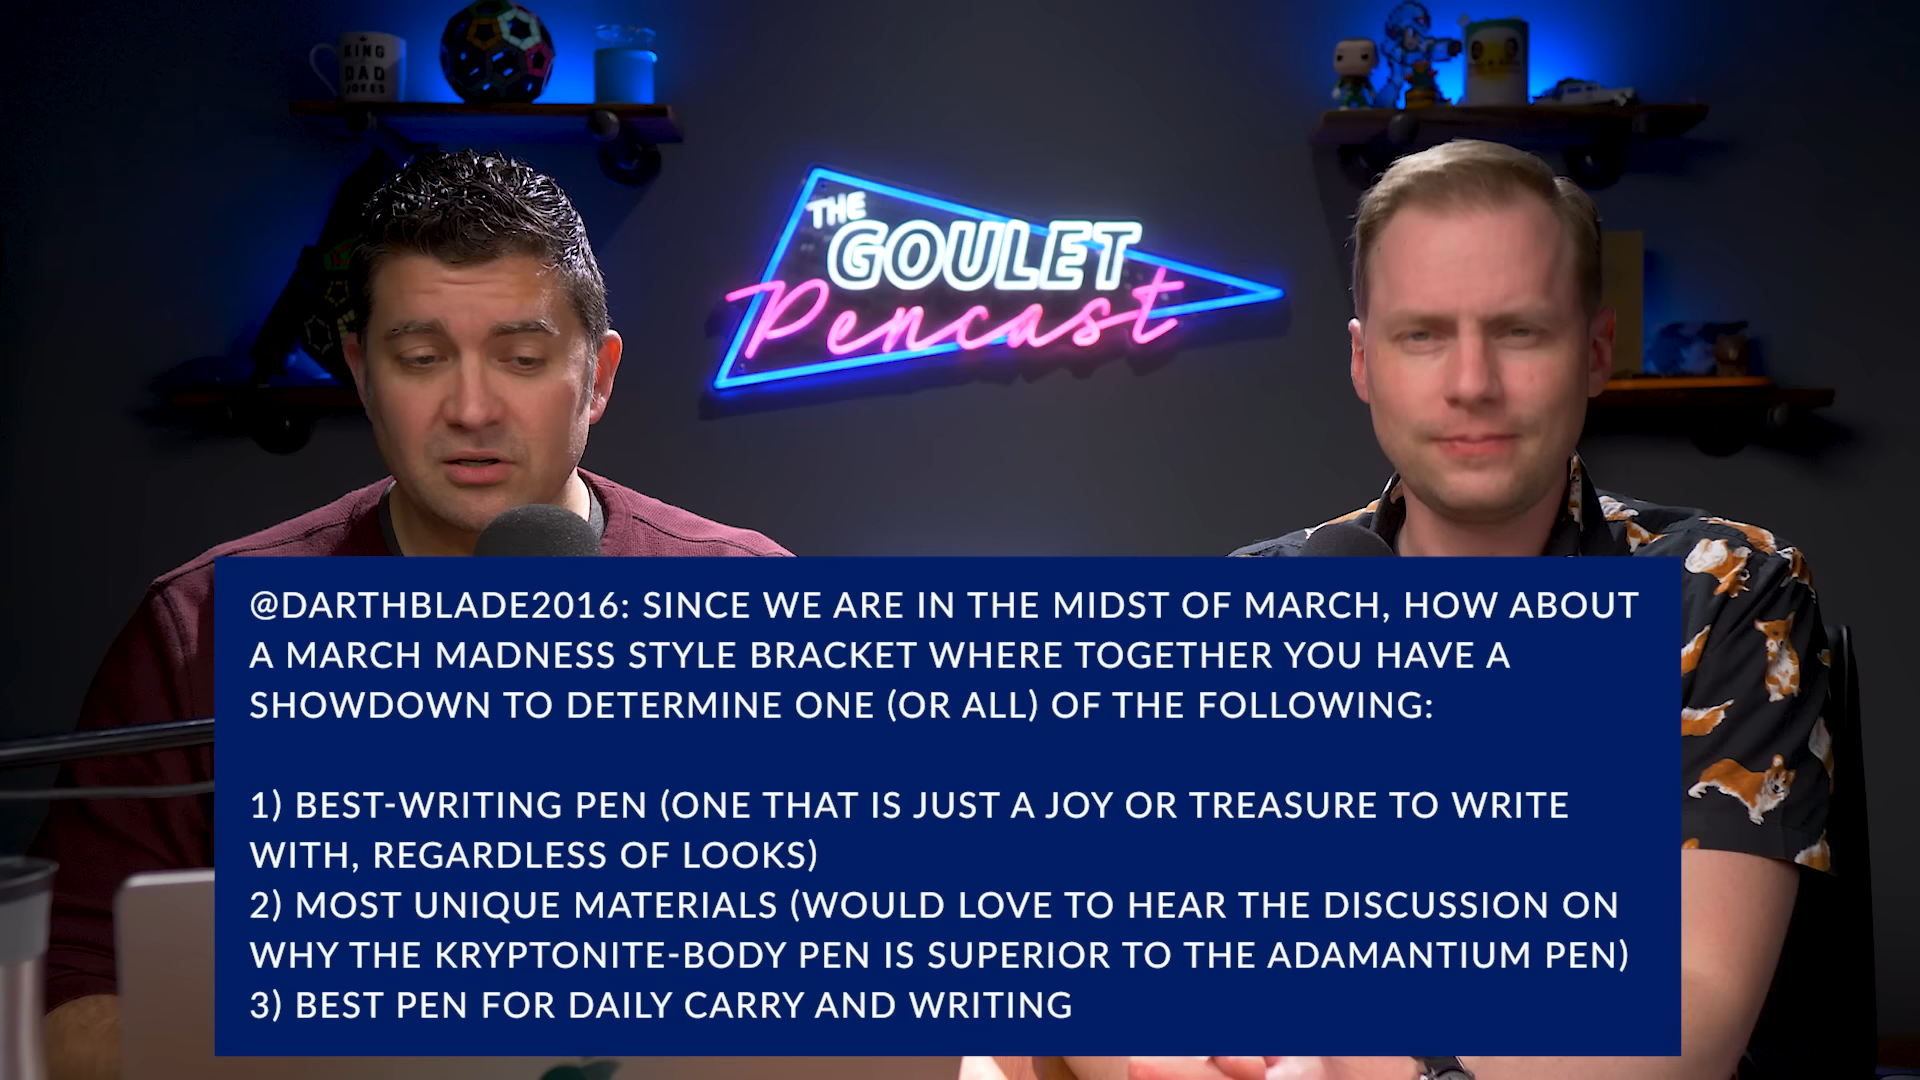 KING
OF
DAD
JOKES
THE
GOULET
Pencast
@DARTHBLADE2016: SINCE WE ARE IN THE MIDST OF MARCH, HOW ABOUT
A MARCH MADNESS STYLE BRACKET WHERE TOGETHER YOU HAVE A
SHOWDOWN TO DETERMINE ONE (OR ALL) OF THE FOLLOWING:
1) BEST-WRITING PEN (ONE THAT IS JUST A JOY OR TREASURE TO WRITE
WITH, REGARDLESS OF LOOKS)
2) MOST UNIQUE MATERIALS (WOULD LOVE TO HEAR THE DISCUSSION ON
WHY THE KRYPTONITE-BODY PEN IS SUPERIOR TO THE ADAMANTIUM PEN)
3) BEST PEN FOR DAILY CARRY AND WRITING